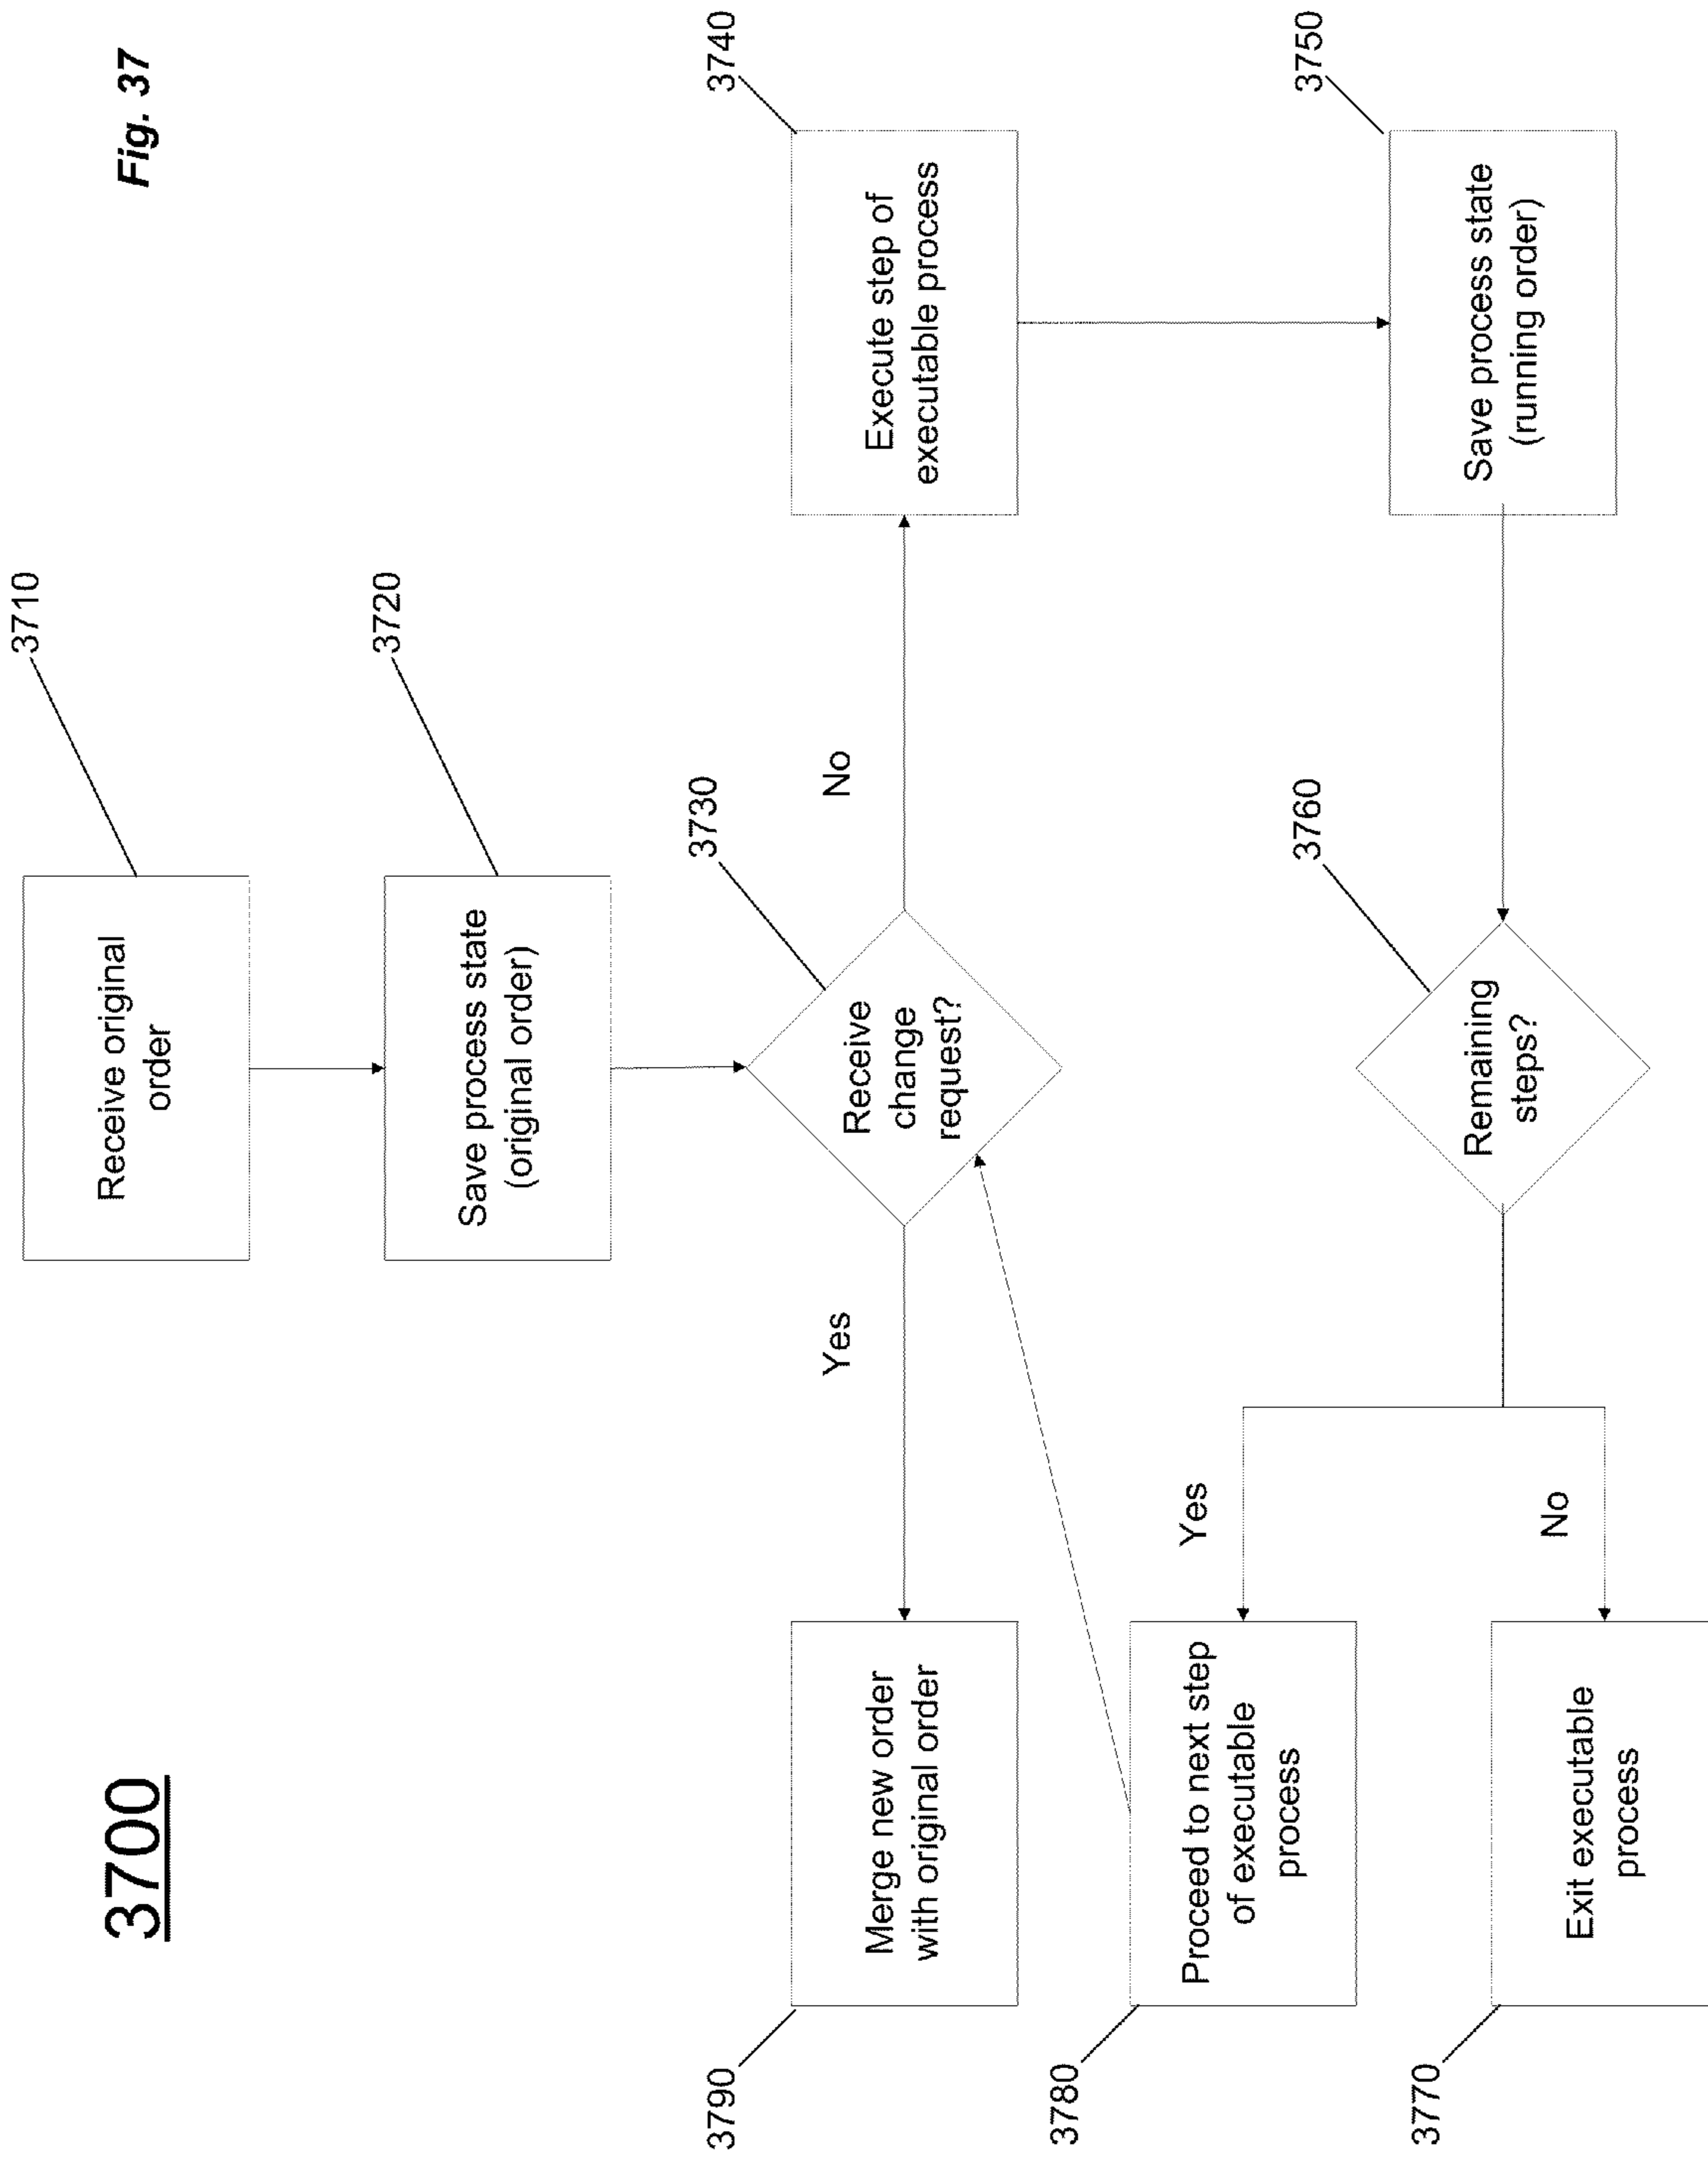 3700
Fig. 37
3710
Receive original
order
3720
Save process state
(original order)
3730
Receive
change
request?
Yes
No
3790
Merge new order
with original order
3740
Execute step of
executable process
3780
Proceed to next step
of executable
process
Yes
3750
Save process state
(running order)
3760
Remaining
steps?
No
3770
Exit executable
process